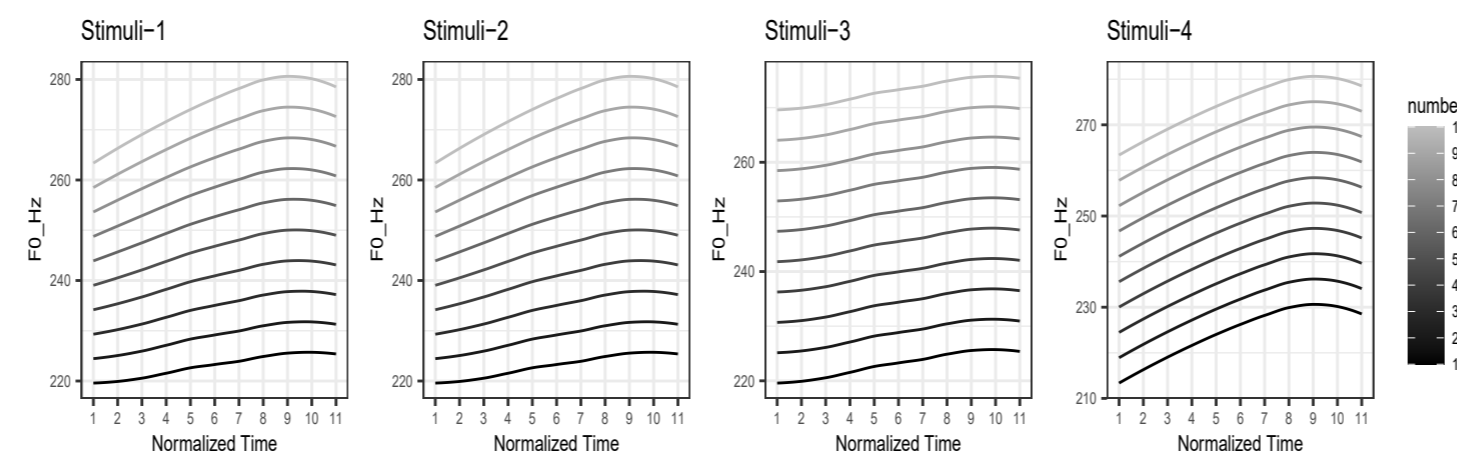 Stimuli−1
280
260
240
220
F0_Hz
1 2 3 4 5 6 7 8 9 10 11
Normalized Time
Stimuli−2
280
260
240
220
F0_Hz
1 2 3 4 5 6 7 8 9 10 11
Normalized Time
Stimuli−3
260
240
220
F0_Hz
1 2 3 4 5 6 7 8 9 10 11
Normalized Time
Stimuli−4
270
250
230
210
F0_Hz
1 2 3 4 5 6 7 8 9 10 11
Normalized Time
numbe
1
9
8
7
6
5
4
3
2
1